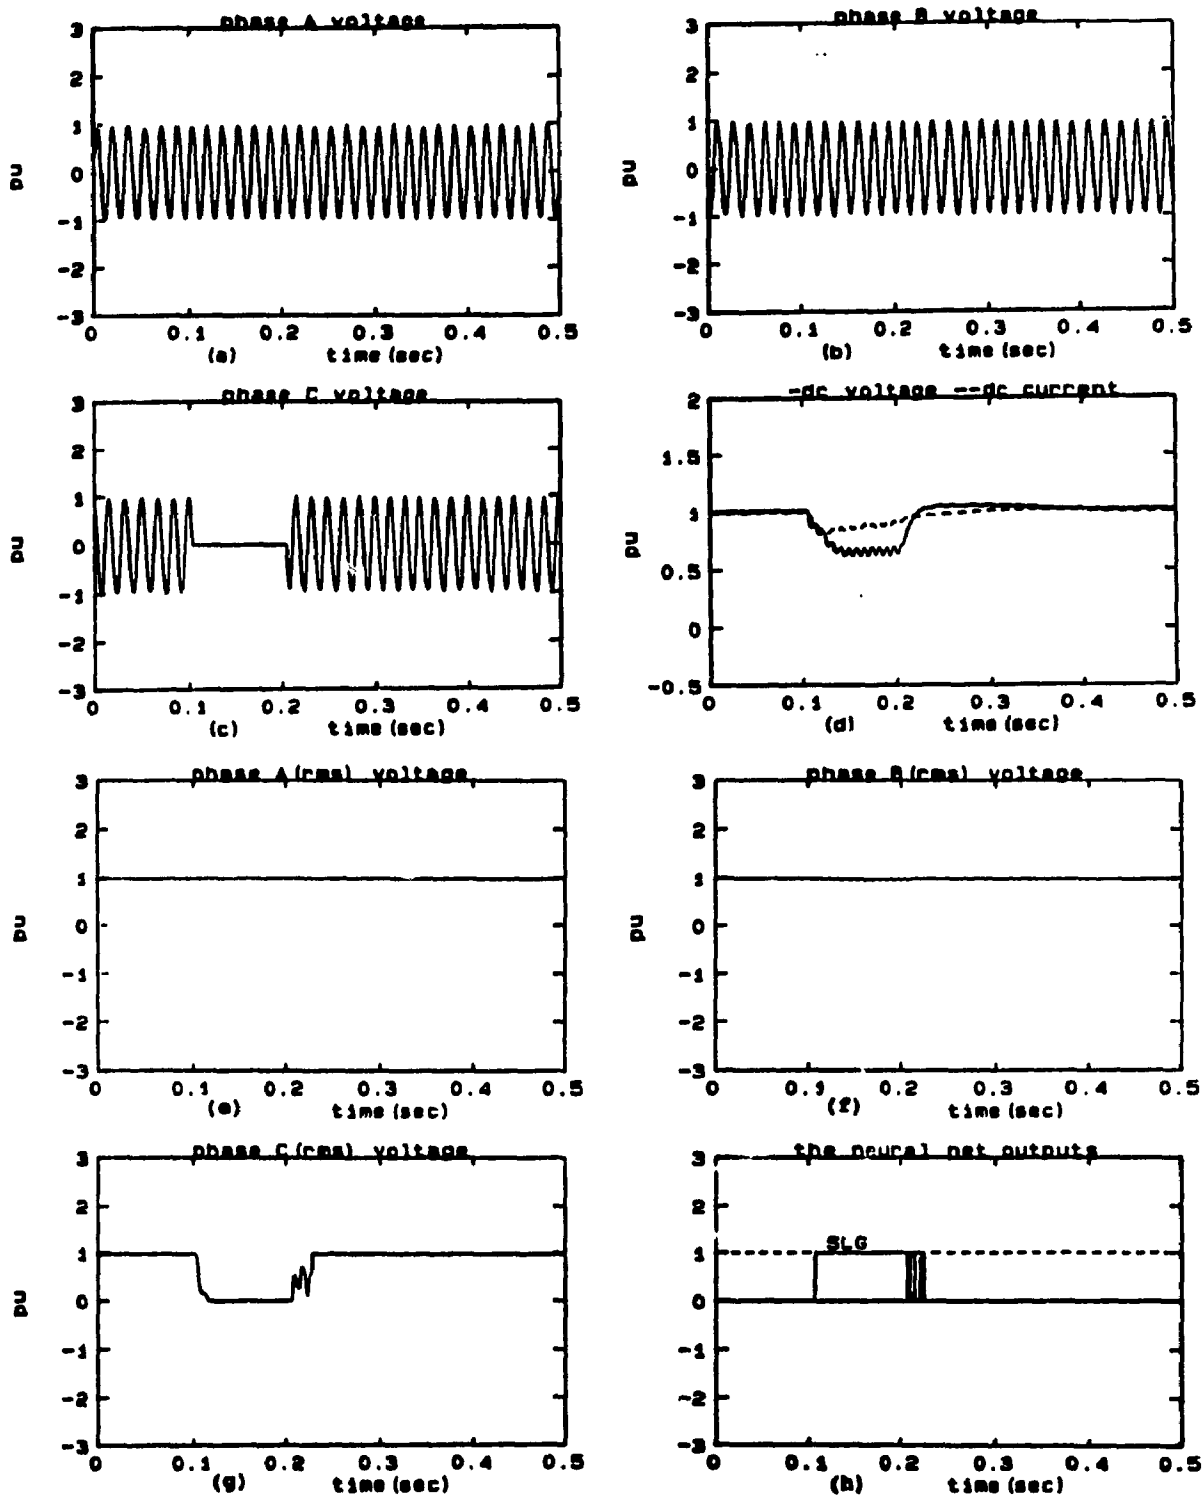 phase A voltage
3
2
1
0
-1
-2
-3
pu
0 0.1 0.2 0.3 0.4 0.5
(a) time(sec)
phase B voltage
3
2
1
0
-1
-2
-3
pu
0 0.1 0.2 0.3 0.4 0.5
(b) time(sec)
phase C voltage
3
2
1
0
-1
-2
-3
pu
0 0.1 0.2 0.3 0.4 0.5
(c) time(sec)
-dc voltage --dc current
2
1.5
1
0.5
0
-0.5
pu
0 0.1 0.2 0.3 0.4 0.5
(d) time(sec)
phase A(rms) voltage
3
2
1
0
-1
-2
-3
pu
0 0.1 0.2 0.3 0.4 0.5
(e) time(sec)
phase B(rms) voltage
3
2
1
0
-1
-2
-3
pu
0 0.1 0.2 0.3 0.4 0.5
(f) time(sec)
phase C(rms) voltage
3
2
1
0
-1
-2
-3
pu
0 0.1 0.2 0.3 0.4 0.5
(g) time(sec)
the neural net outputs
3
2
1
0
-1
-2
-3
SLG
0 0.1 0.2 0.3 0.4 0.5
(h) time(sec)